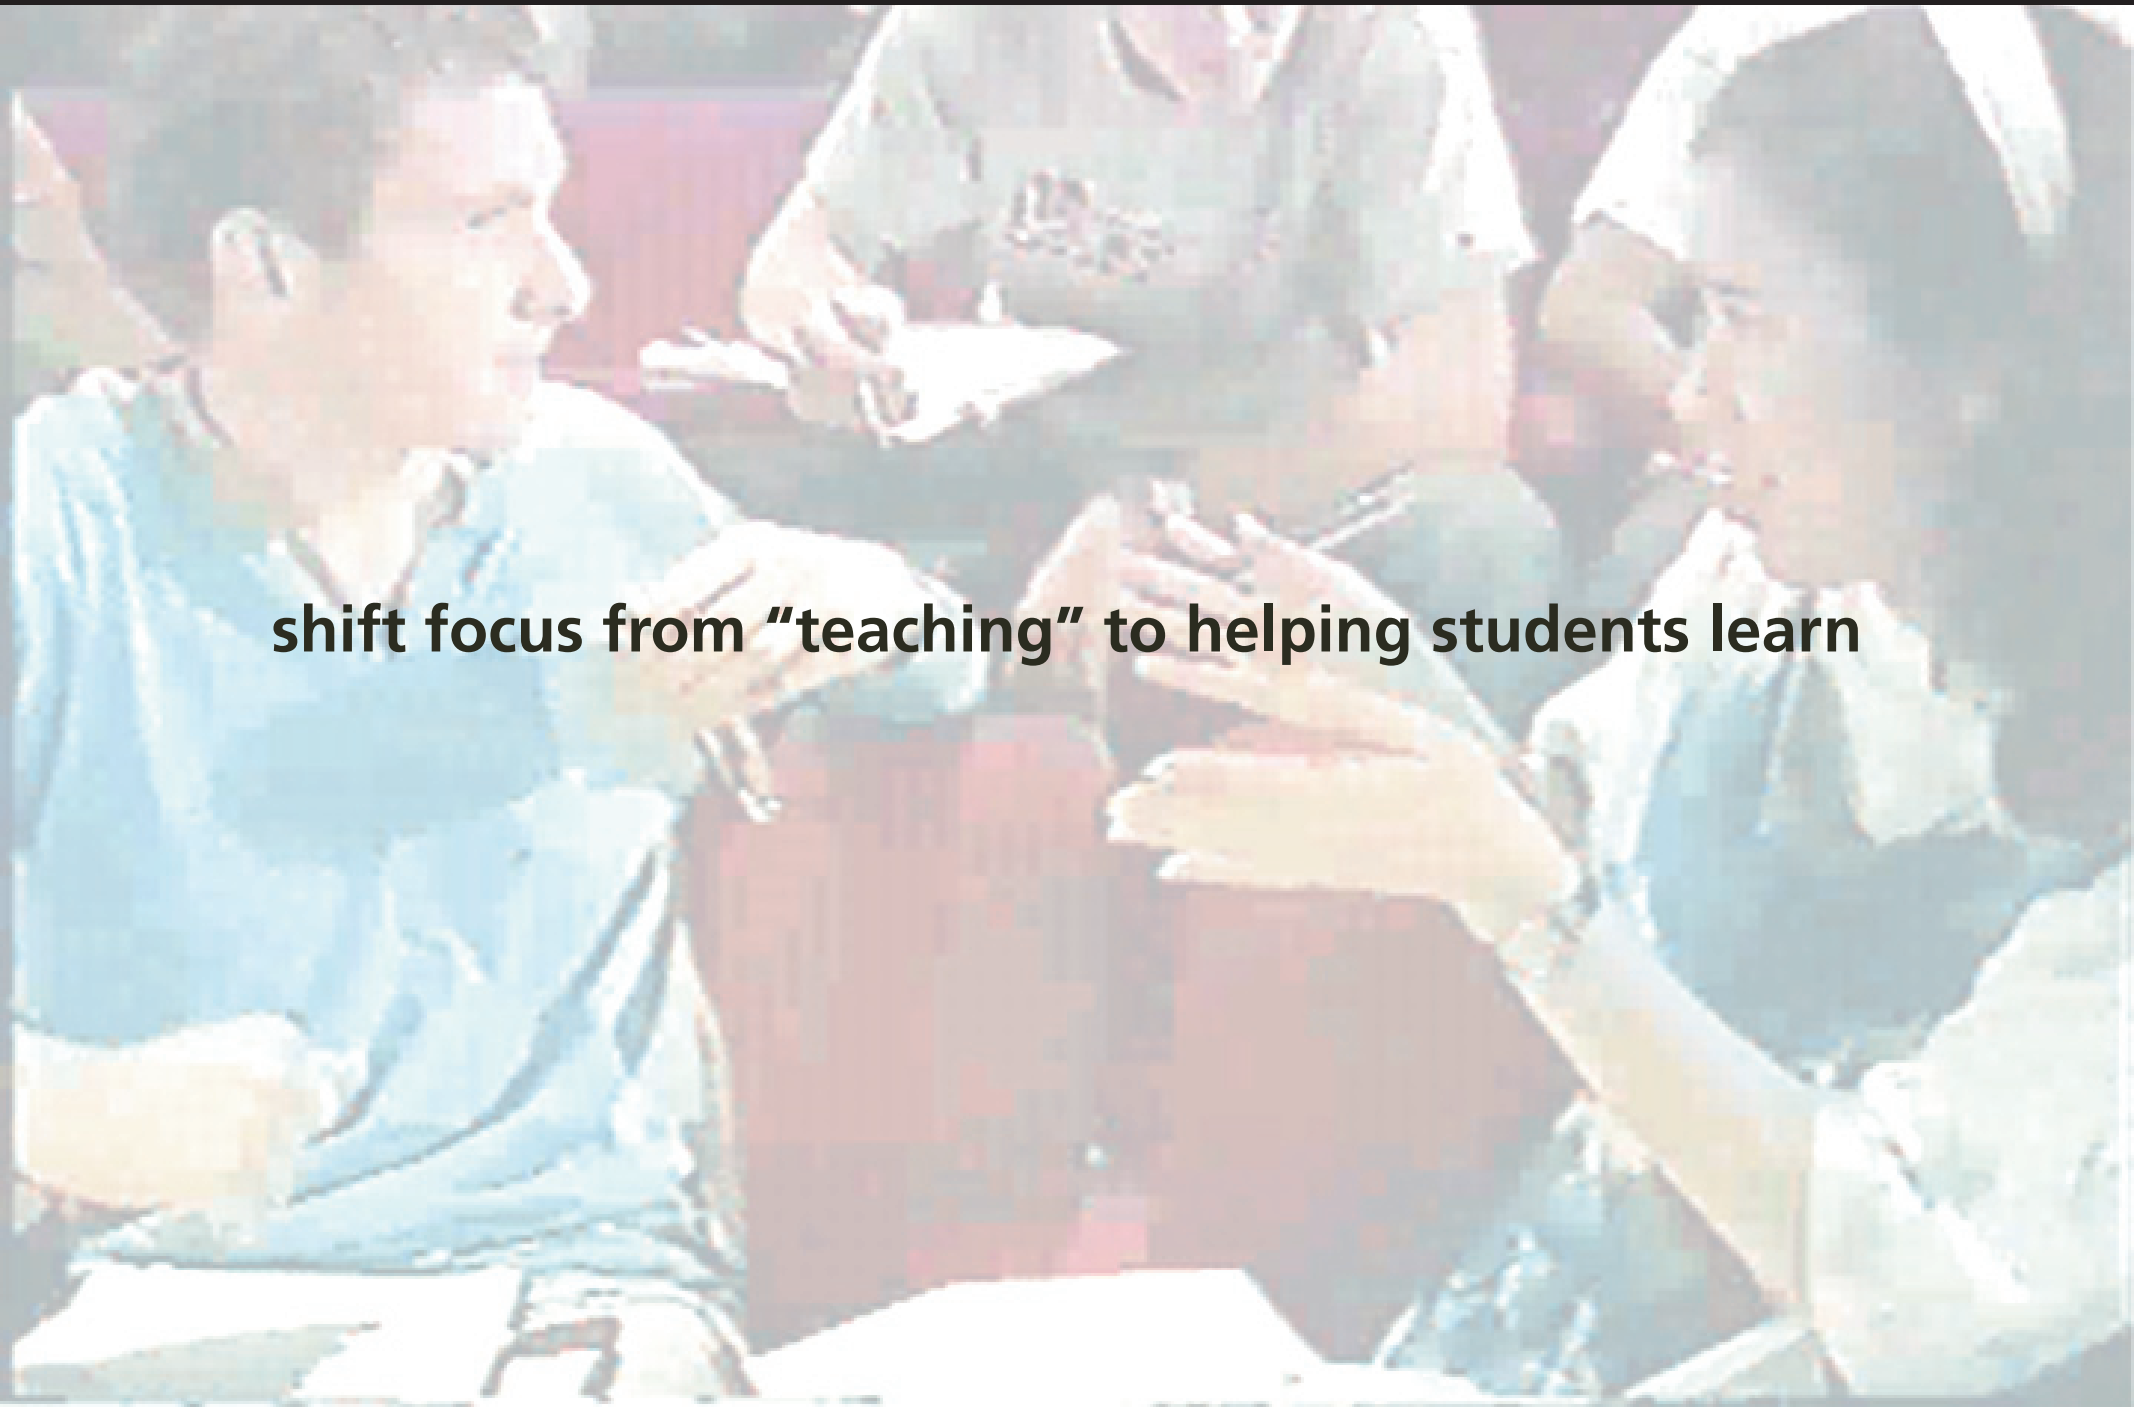 shift focus from “teaching” to helping students learn